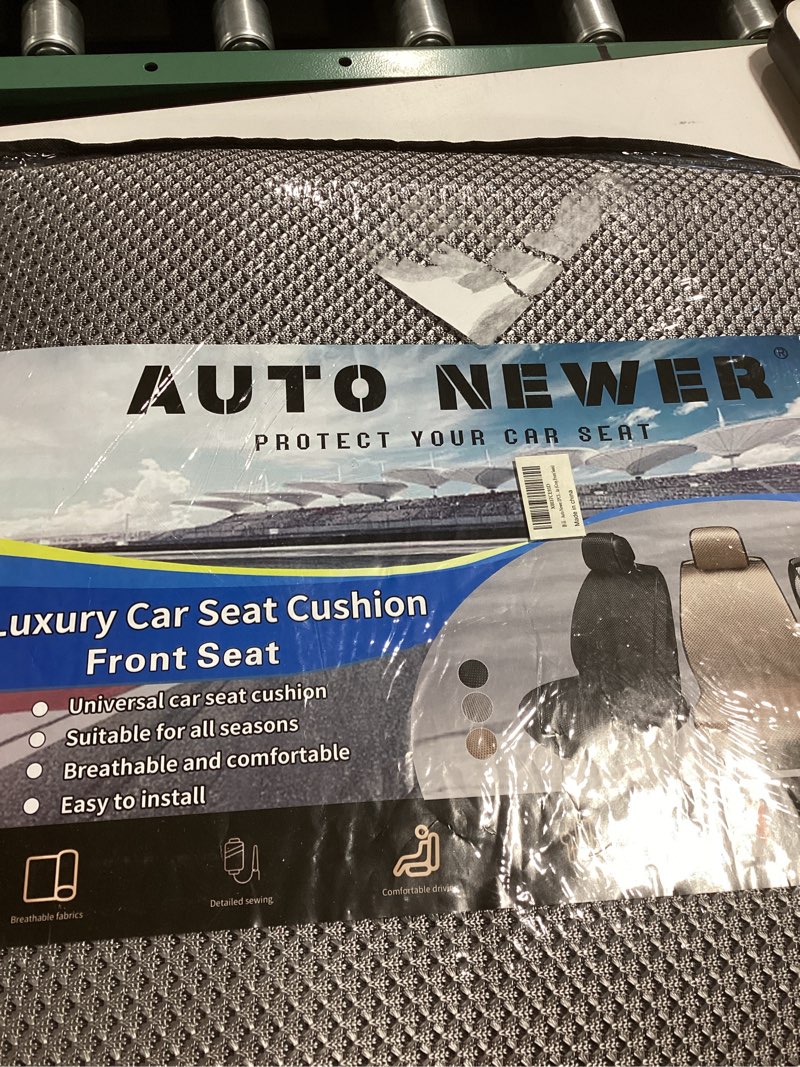 AUTO NEWER®
PROTECT YOUR CAR SEAT
Made in china
Luxury Car Seat Cushion
Front Seat
Universal car seat cushion
Suitable for all seasons
Breathable and comfortable
Easy to install
Breathable fabrics
Detailed sewing
Comfortable